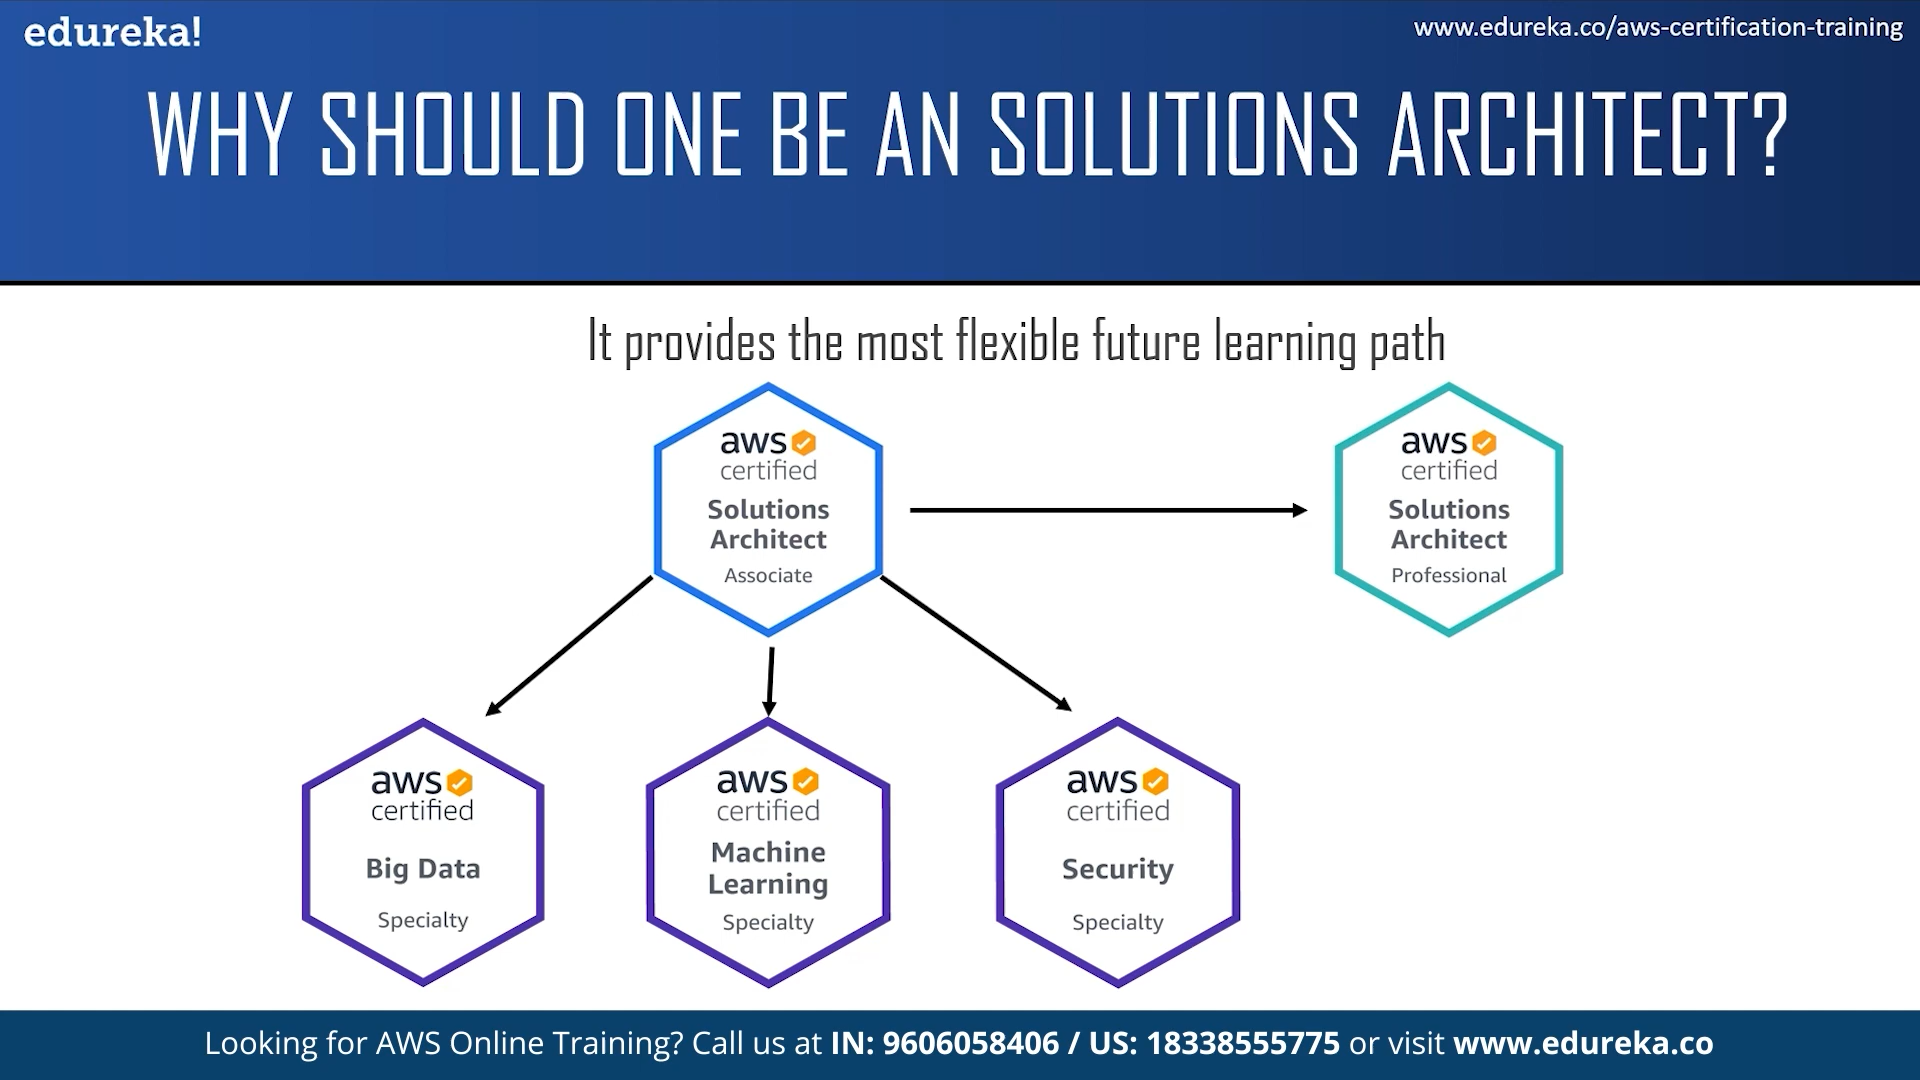 edureka!
www.edureka.co/aws-certification-training
WHY SHOULD ONE BE AN SOLUTIONS ARCHITECT?
It provides the most flexible future learning path
aws
certified
Solutions
Architect
Associate
aws
certified
Solutions
Architect
Professional
aws
certified
Big Data
Specialty
aws
certified
Machine
Learning
Specialty
aws
certified
Security
Specialty
Looking for AWS Online Training? Call us at IN: 9606058406 / US: 18338555775 or visit www.edureka.co